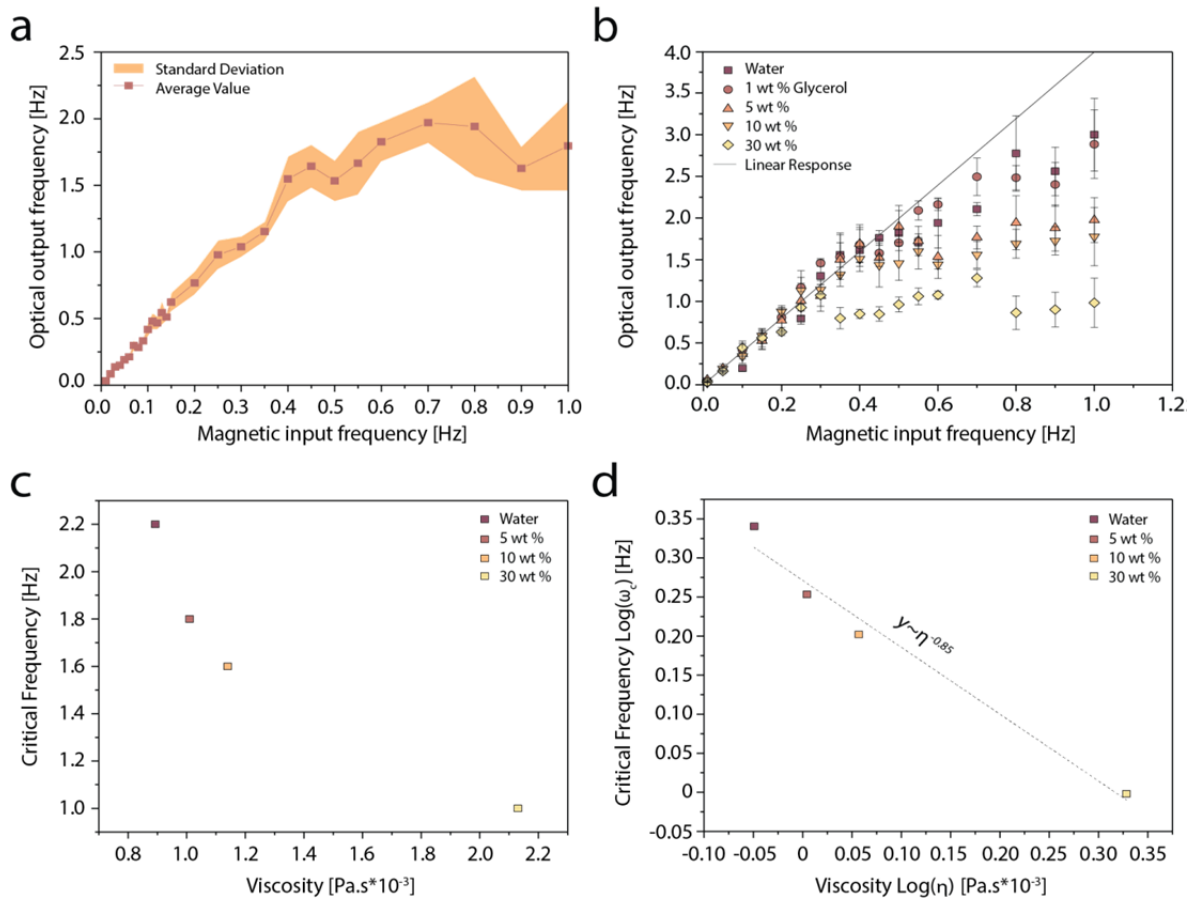 a
2.5
2.0
1.5
1.0
0.5
0.0
Optical output frequency [Hz]
Standard Deviation
Average Value
0.0 0.1 0.2 0.3 0.4 0.5 0.6 0.7 0.8 0.9 1.0
Magnetic input frequency [Hz]
b
4.0
3.5
3.0
2.5
2.0
1.5
1.0
0.5
0.0
Optical output frequency [Hz]
Water
1 wt % Glycerol
5 wt %
10 wt %
30 wt %
Linear Response
0.0 0.2 0.4 0.6 0.8 1.0 1.2
Magnetic input frequency [Hz]
c
2.2
2.0
1.8
1.6
1.4
1.2
1.0
Critical Frequency [Hz]
Water
5 wt %
10 wt %
30 wt %
0.8 1.0 1.2 1.4 1.6 1.8 2.0 2.2
Viscosity [Pa.s*10⁻³]
d
0.35
0.30
0.25
0.20
0.15
0.10
0.05
0
-0.05
Critical Frequency Log(ω꜀) [Hz]
Water
5 wt %
10 wt %
30 wt %
y~η⁻⁰·⁸⁵
-0.10 -0.05 0 0.05 0.10 0.15 0.20 0.25 0.30 0.35
Viscosity Log(η) [Pa.s*10⁻³]